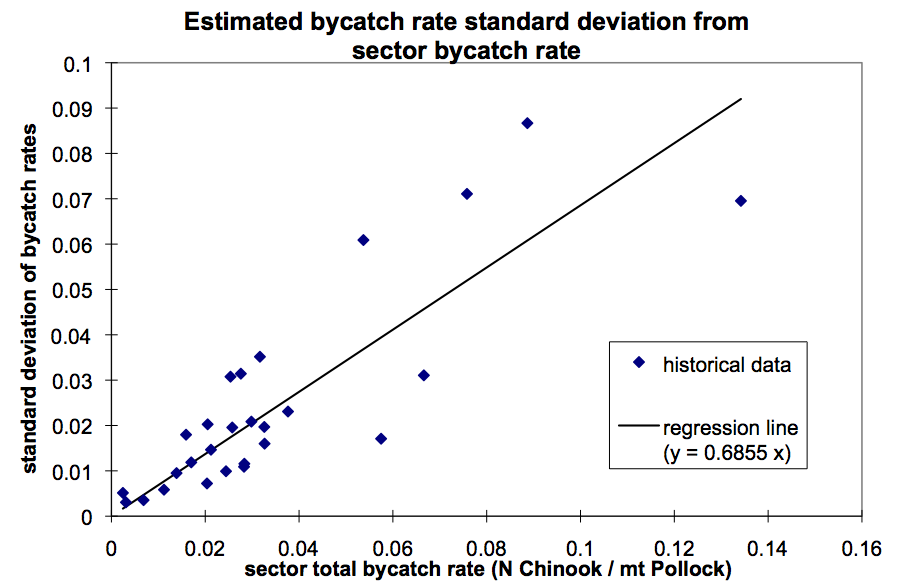 Estimated bycatch rate standard deviation from
sector bycatch rate
standard deviation of bycatch rates
0.1
0.09
0.08
0.07
0.06
0.05
0.04
0.03
0.02
0.01
0
historical data
regression line
(y = 0.6855 x)
0 0.02 0.04 0.06 0.08 0.1 0.12 0.14 0.16
sector total bycatch rate (N Chinook / mt Pollock)